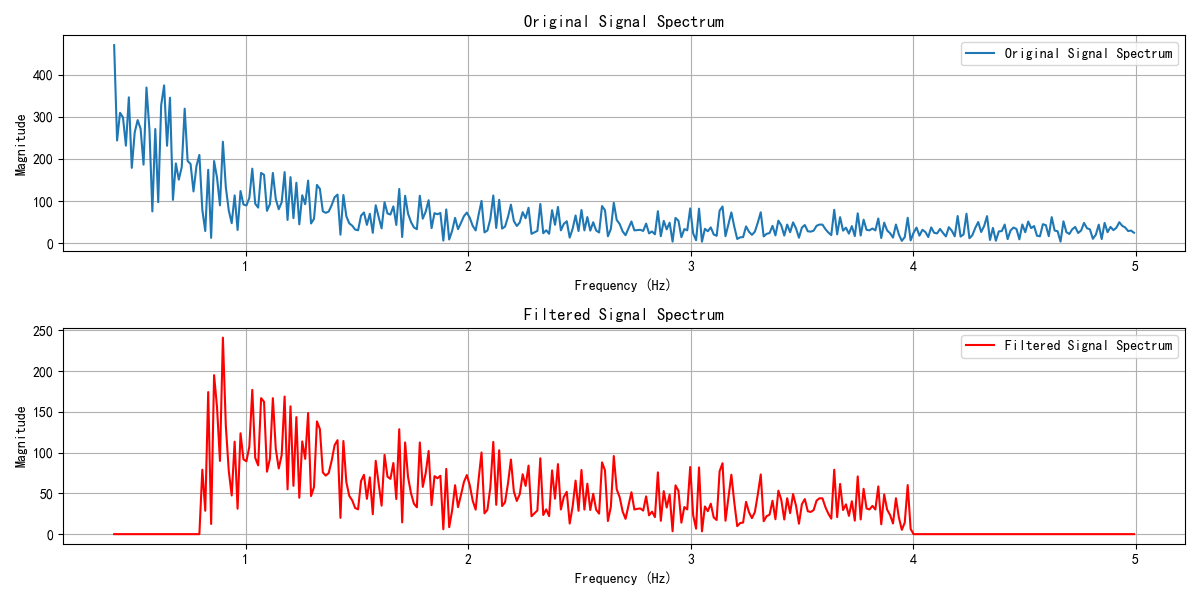 Original Signal Spectrum
Original Signal Spectrum
400
300
200
100
0
Magnitude
1
2
3
4
5
Frequency (Hz)
Filtered Signal Spectrum
Filtered Signal Spectrum
250
200
150
100
50
0
Magnitude
1
2
3
4
5
Frequency (Hz)